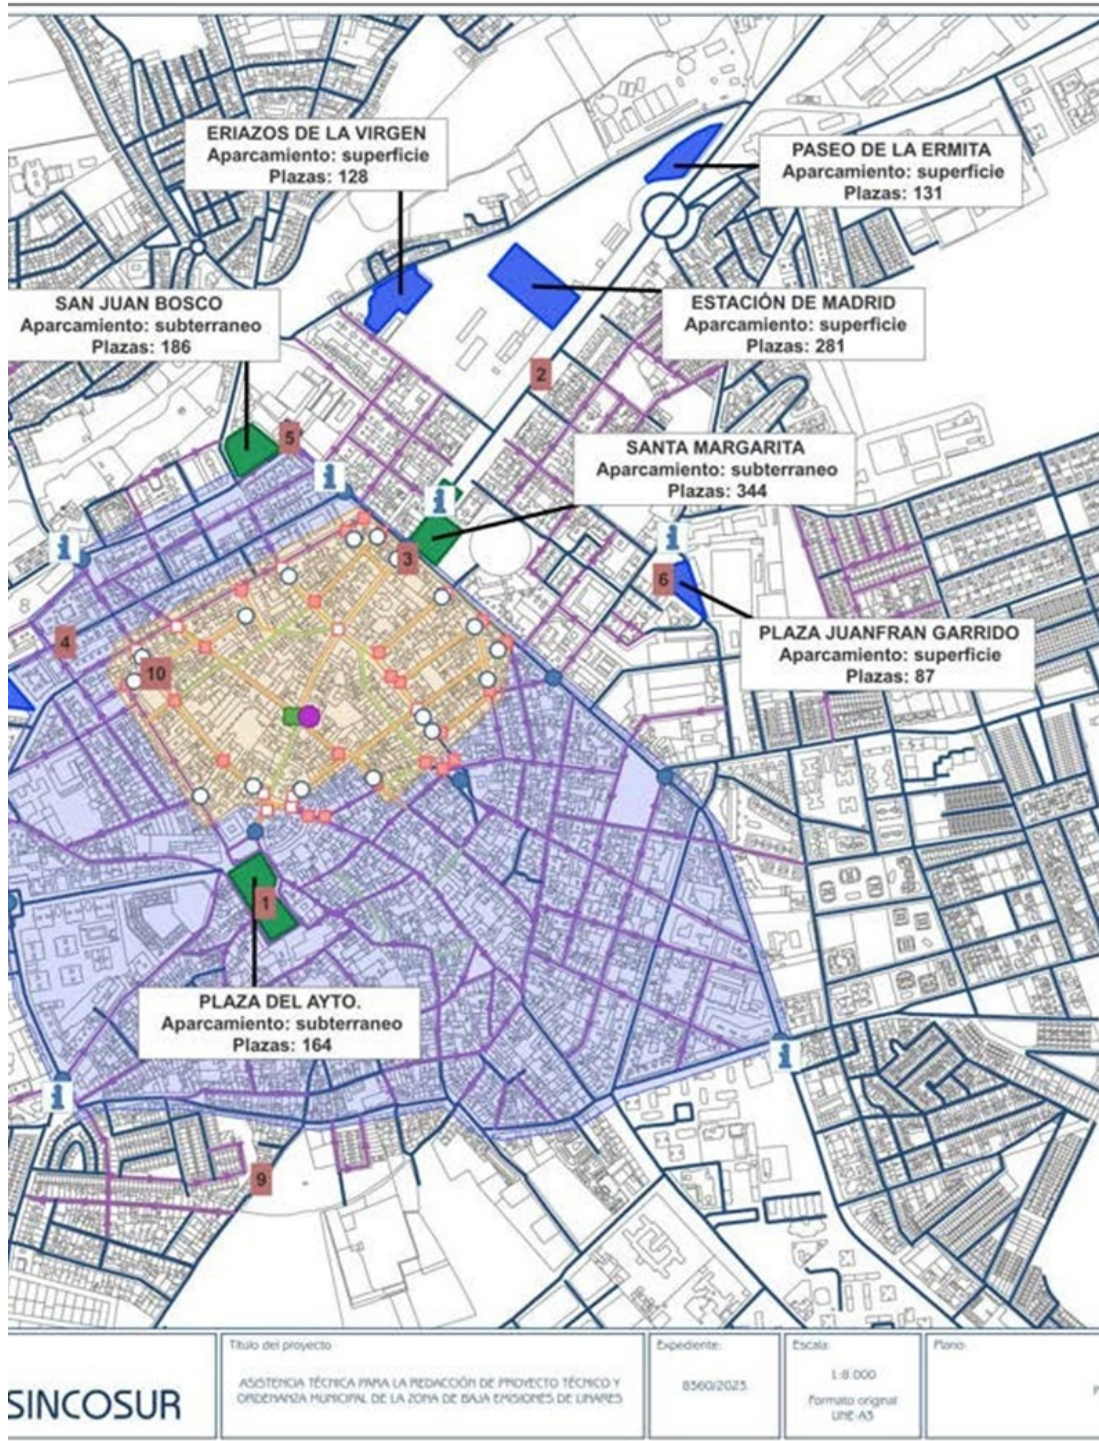 ERIAZOS DE LA VIRGEN
Aparcamiento: superficie
Plazas: 128
PASEO DE LA ERMITA
Aparcamiento: superficie
Plazas: 131
SAN JUAN BOSCO
Aparcamiento: subterraneo
Plazas: 186
ESTACIÓN DE MADRID
Aparcamiento: superficie
Plazas: 281
2
5
SANTA MARGARITA
Aparcamiento: subterraneo
Plazas: 344
i
i
i
i
3
6
8
4
PLAZA JUANFRAN GARRIDO
Aparcamiento: superficie
Plazas: 87
10
1
PLAZA DEL AYTO.
Aparcamiento: subterraneo
Plazas: 164
i
i
9
SINCOSUR
Título del proyecto
ASISTENCIA TÉCNICA PARA LA REDACCIÓN DE PROYECTO TÉCNICO Y
ORDENANZA MUNICIPAL DE LA ZONA DE BAJA EMISIONES DE LINARES
Expediente:
8360/2023
Escala:
1:8.000
Formato original
UNE-A3
Plano